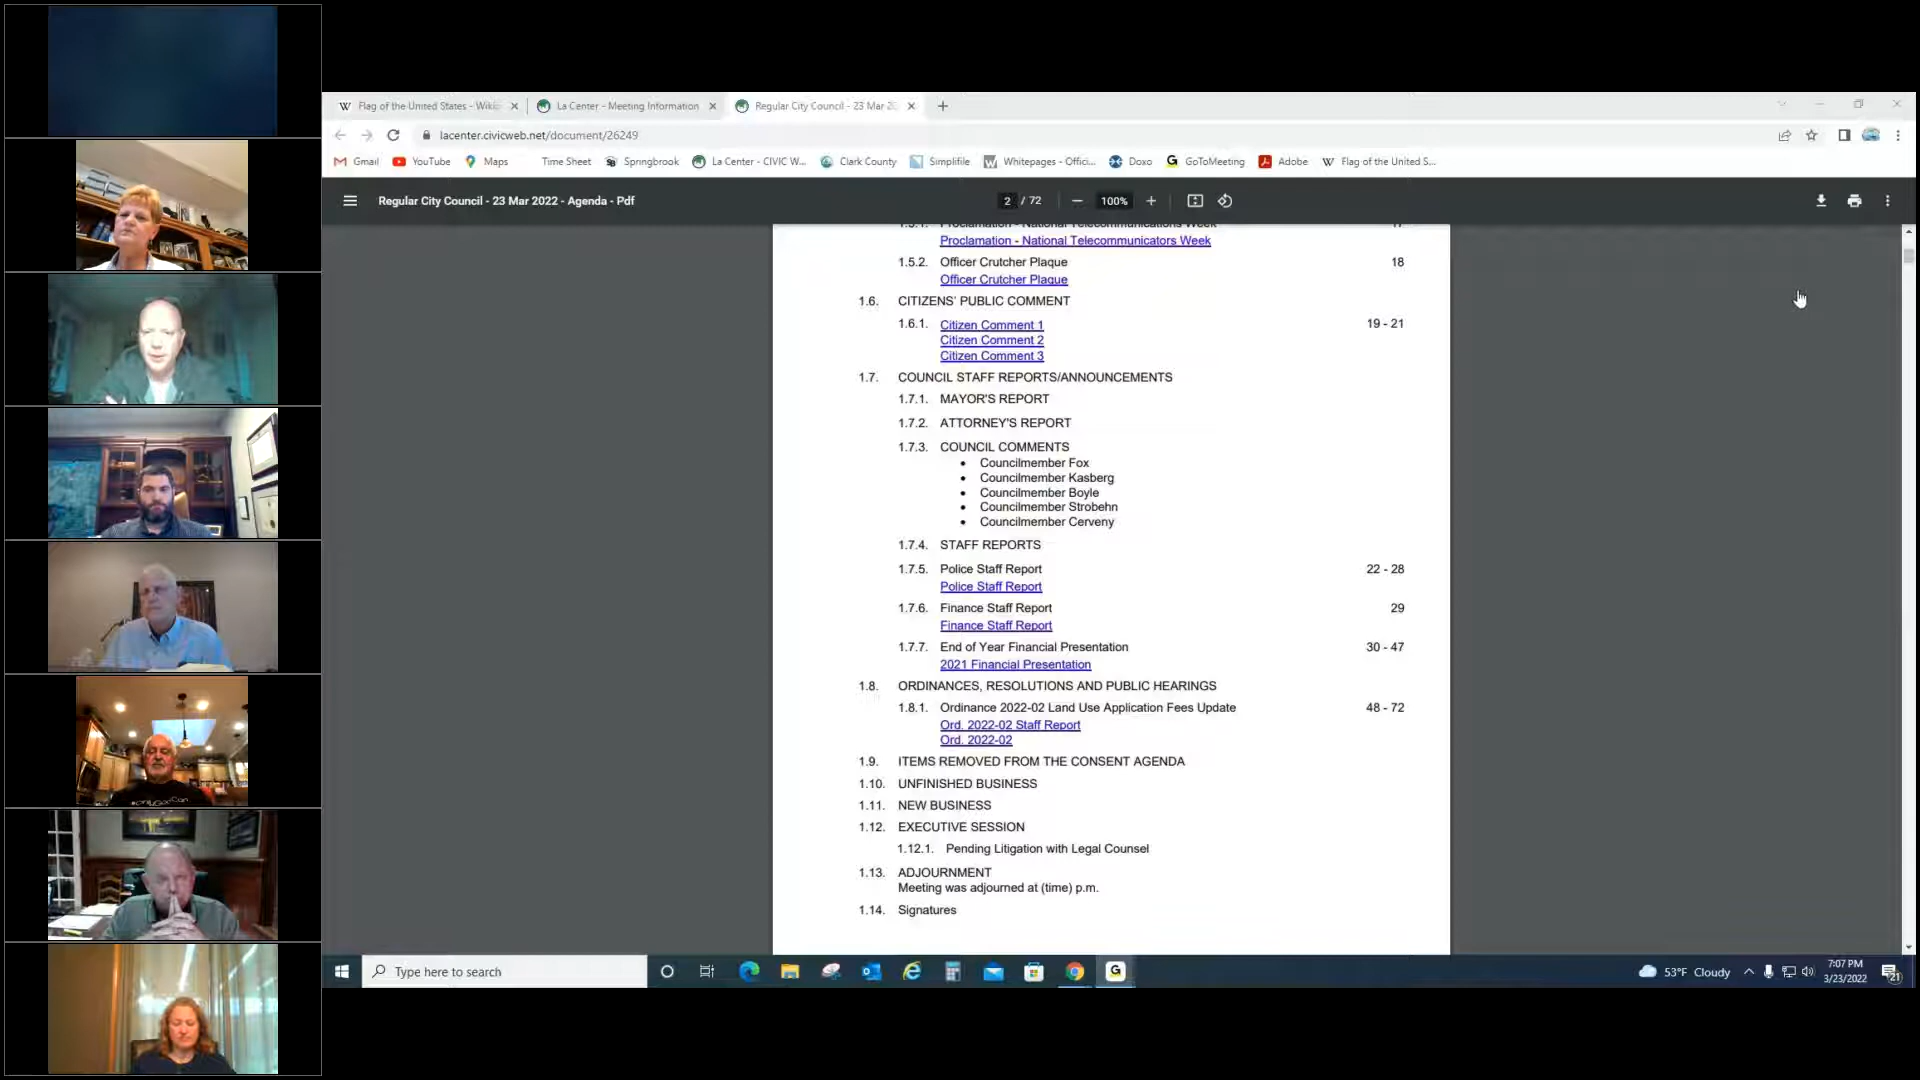 Flag of the United States - Wiki
La Center - Meeting Information
Regular City Council - 23 Mar 20
lacenter.civicweb.net/document/26249
Gmail
YouTube
Maps
Time Sheet
Springbrook
La Center - CIVIC W...
Clark County
Simplifile
Whitepages - Offici...
Doxo
GoToMeeting
Adobe
Flag of the United S...
Regular City Council - 23 Mar 2022 - Agenda - Pdf
2 / 72
100%
1.5.1. Proclamation - National Telecommunications Week 17
Proclamation - National Telecommunicators Week
1.5.2. Officer Crutcher Plaque 18
Officer Crutcher Plaque
1.6. CITIZENS' PUBLIC COMMENT
1.6.1. Citizen Comment 1 19 - 21
Citizen Comment 2
Citizen Comment 3
1.7. COUNCIL STAFF REPORTS/ANNOUNCEMENTS
1.7.1. MAYOR'S REPORT
1.7.2. ATTORNEY'S REPORT
1.7.3. COUNCIL COMMENTS
• Councilmember Fox
• Councilmember Kasberg
• Councilmember Boyle
• Councilmember Strobehn
• Councilmember Cerveny
1.7.4. STAFF REPORTS
1.7.5. Police Staff Report 22 - 28
Police Staff Report
1.7.6. Finance Staff Report 29
Finance Staff Report
1.7.7. End of Year Financial Presentation 30 - 47
2021 Financial Presentation
1.8. ORDINANCES, RESOLUTIONS AND PUBLIC HEARINGS
1.8.1. Ordinance 2022-02 Land Use Application Fees Update 48 - 72
Ord. 2022-02 Staff Report
Ord. 2022-02
1.9. ITEMS REMOVED FROM THE CONSENT AGENDA
1.10. UNFINISHED BUSINESS
1.11. NEW BUSINESS
1.12. EXECUTIVE SESSION
1.12.1. Pending Litigation with Legal Counsel
1.13. ADJOURNMENT
Meeting was adjourned at (time) p.m.
1.14. Signatures
Type here to search
53°F Cloudy
7:07 PM
3/23/2022
21
#OnlyGodCan